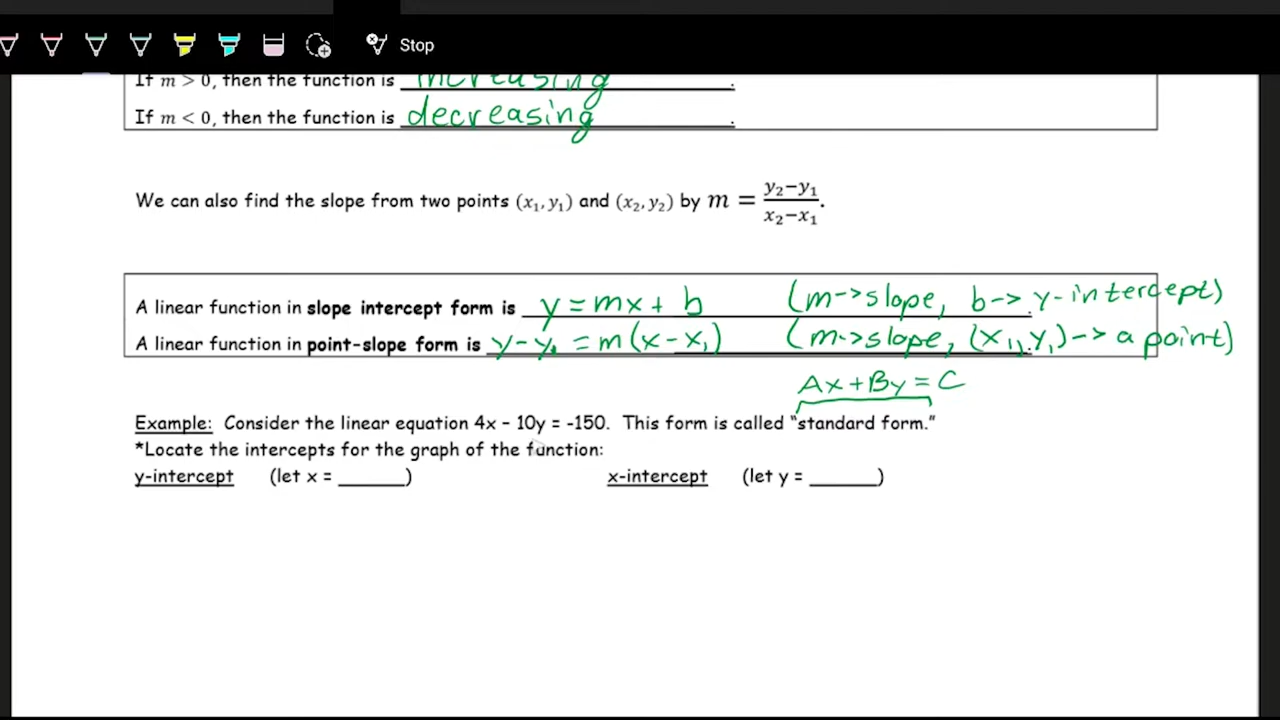 Stop
If m > 0, then the function is increasing.
If m < 0, then the function is decreasing.
We can also find the slope from two points (x₁, y₁) and (x₂, y₂) by m = (y₂−y₁)/(x₂−x₁).
A linear function in slope intercept form is y = mx + b (m->slope, b-> y-intercept).
A linear function in point-slope form is y - y₁ = m(x - x₁) (m->slope, (x₁, y₁) -> a point).
Ax + By = C
Example: Consider the linear equation 4x – 10y = -150. This form is called "standard form."
*Locate the intercepts for the graph of the function:
y-intercept (let x = ______) x-intercept (let y = ______)